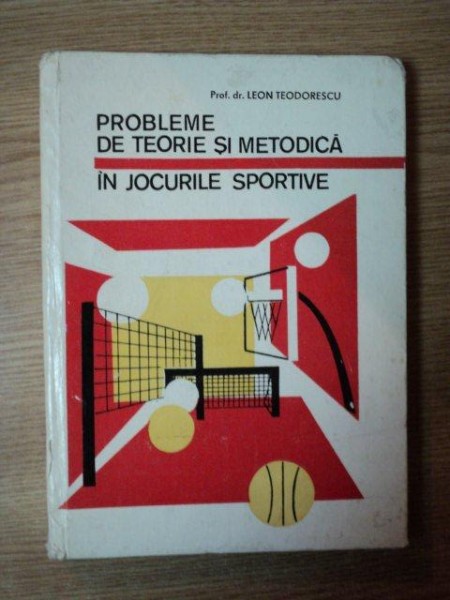 Prof. dr. LEON TEODORESCU
PROBLEME
DE TEORIE ȘI METODICĂ
ÎN JOCURILE SPORTIVE